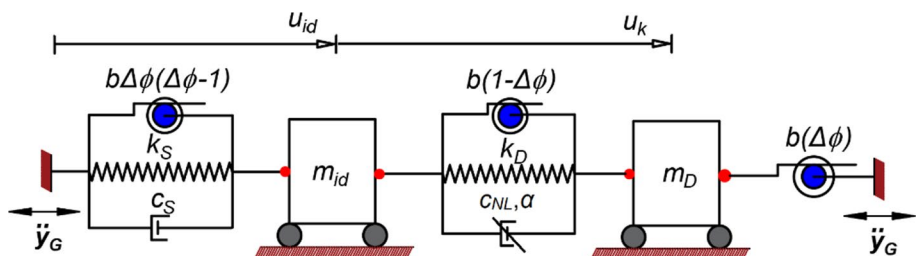 u_id u_k
bΔϕ(Δϕ-1) b(1-Δϕ)
b(Δϕ)
k_S k_D
m_id m_D
c_S c_NL,α
ÿ_G ÿ_G